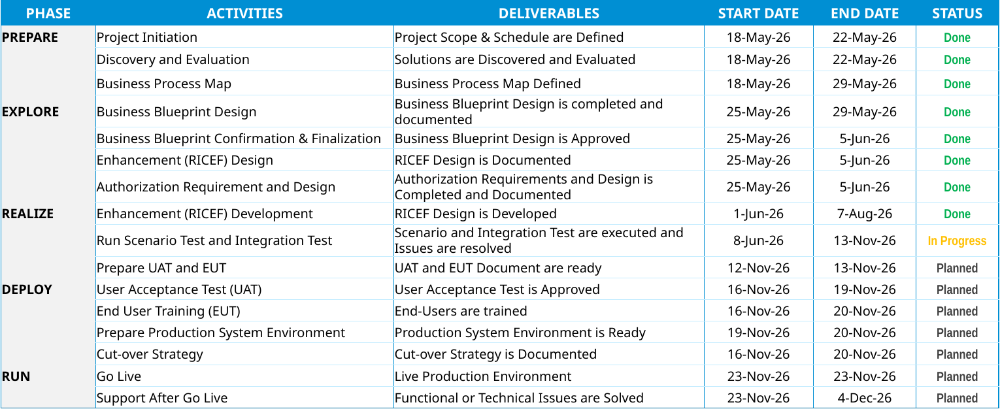 PHASE ACTIVITIES DELIVERABLES START DATE END DATE STATUS
PREPARE Project Initiation Project Scope & Schedule are Defined 18-May-26 22-May-26 Done
Discovery and Evaluation Solutions are Discovered and Evaluated 18-May-26 22-May-26 Done
Business Process Map Business Process Map Defined 18-May-26 29-May-26 Done
EXPLORE Business Blueprint Design Business Blueprint Design is completed and
documented 25-May-26 29-May-26 Done
Business Blueprint Confirmation & Finalization Business Blueprint Design is Approved 25-May-26 5-Jun-26 Done
Enhancement (RICEF) Design RICEF Design is Documented 25-May-26 5-Jun-26 Done
Authorization Requirement and Design Authorization Requirements and Design is
Completed and Documented 25-May-26 5-Jun-26 Done
REALIZE Enhancement (RICEF) Development RICEF Design is Developed 1-Jun-26 7-Aug-26 Done
Run Scenario Test and Integration Test Scenario and Integration Test are executed and
Issues are resolved 8-Jun-26 13-Nov-26 In Progress
Prepare UAT and EUT UAT and EUT Document are ready 12-Nov-26 13-Nov-26 Planned
DEPLOY User Acceptance Test (UAT) User Acceptance Test is Approved 16-Nov-26 19-Nov-26 Planned
End User Training (EUT) End-Users are trained 16-Nov-26 20-Nov-26 Planned
Prepare Production System Environment Production System Environment is Ready 19-Nov-26 20-Nov-26 Planned
Cut-over Strategy Cut-over Strategy is Documented 16-Nov-26 20-Nov-26 Planned
RUN Go Live Live Production Environment 23-Nov-26 23-Nov-26 Planned
Support After Go Live Functional or Technical Issues are Solved 23-Nov-26 4-Dec-26 Planned